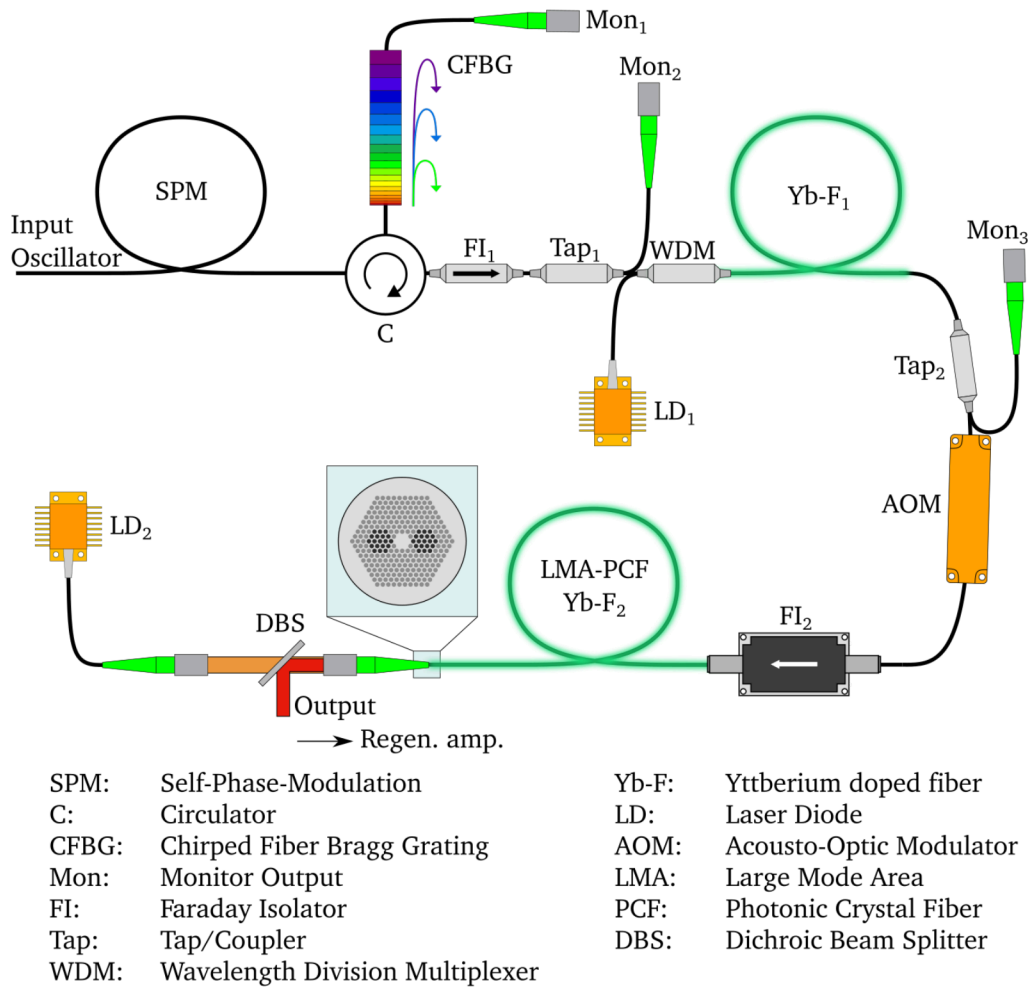 Mon1
CFBG
Mon2
SPM
Yb-F1
Input
Oscillator
Mon3
FI1
Tap1
WDM
C
Tap2
LD1
AOM
LD2
LMA-PCF
Yb-F2
DBS
FI2
Output
Regen. amp.
SPM: Self-Phase-Modulation
C: Circulator
CFBG: Chirped Fiber Bragg Grating
Mon: Monitor Output
FI: Faraday Isolator
Tap: Tap/Coupler
WDM: Wavelength Division Multiplexer
Yb-F: Yttberium doped fiber
LD: Laser Diode
AOM: Acousto-Optic Modulator
LMA: Large Mode Area
PCF: Photonic Crystal Fiber
DBS: Dichroic Beam Splitter